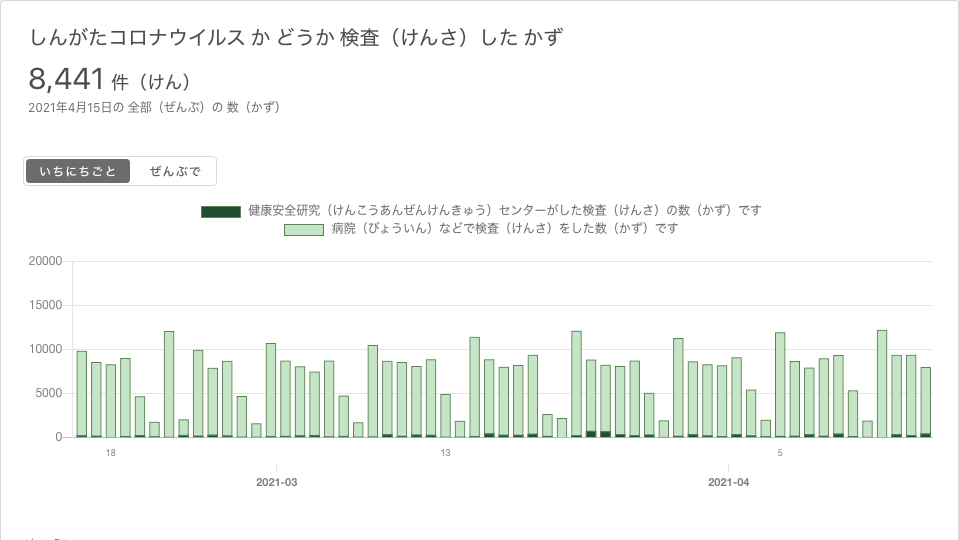 しんがたコロナウイルス か どうか 検査（けんさ）した かず
8,441 件（けん）
2021年4月15日の 全部（ぜんぶ）の 数（かず）
いちにちごと ぜんぶで
健康安全研究（けんこうあんぜんけんきゅう）センターがした検査（けんさ）の数（かず）です
病院（びょういん）などで検査（けんさ）をした数（かず）です
20000
15000
10000
5000
0
18 13 5
2021-03 2021-04